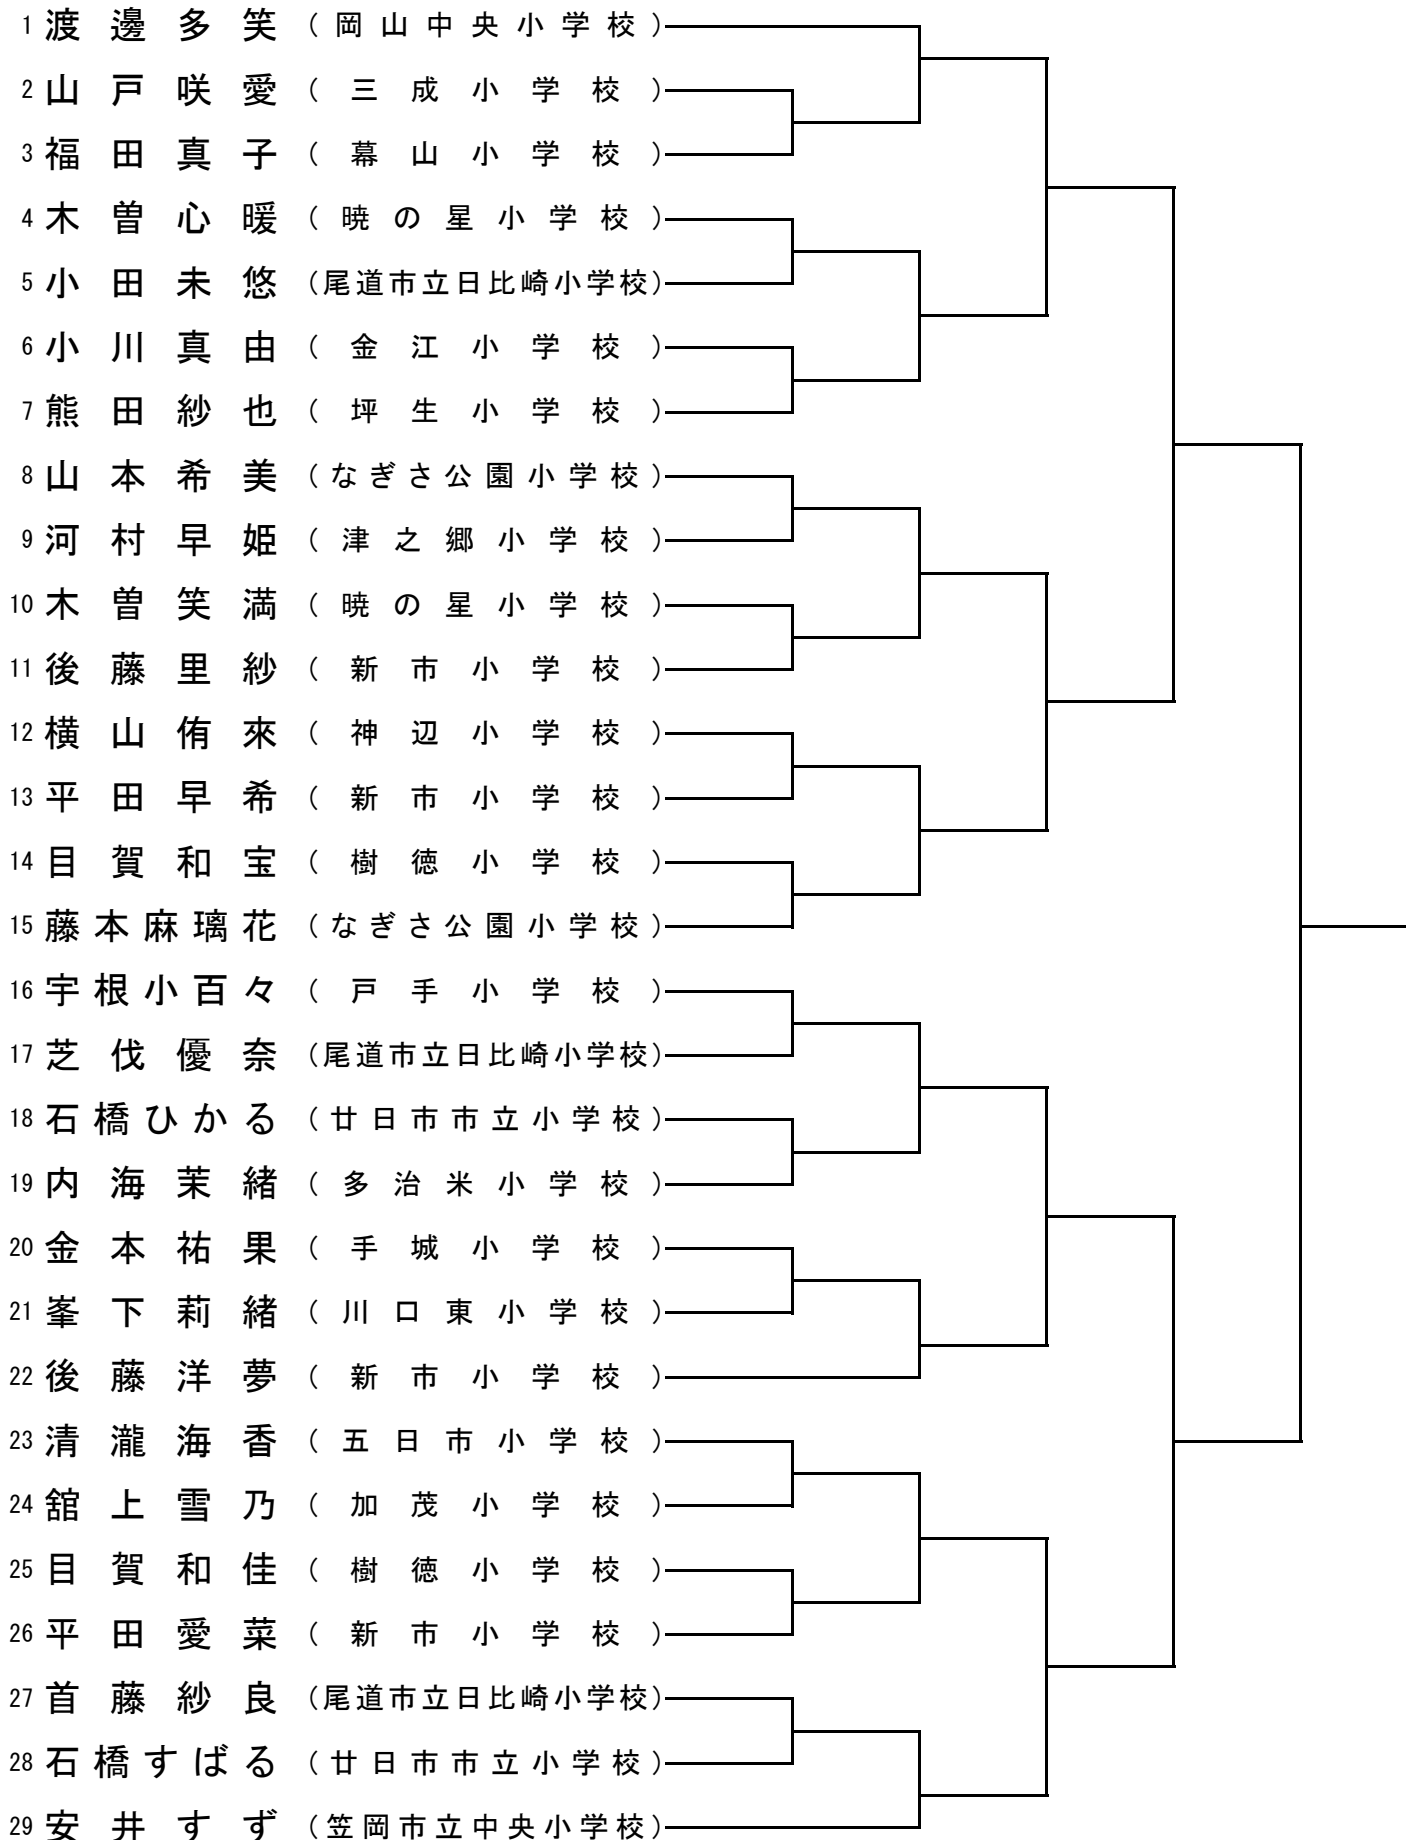 1 渡邊多笑 (岡山中央小学校)
2 山戸咲愛 (三成小学校)
3 福田真子 (幕山小学校)
4 木曽心暖 (暁の星小学校)
5 小田未悠 (尾道市立日比崎小学校)
6 小川真由 (金江小学校)
7 熊田紗也 (坪生小学校)
8 山本希美 (なぎさ公園小学校)
9 河村早姫 (津之郷小学校)
10 木曽笑満 (暁の星小学校)
11 後藤里紗 (新市小学校)
12 横山侑來 (神辺小学校)
13 平田早希 (新市小学校)
14 目賀和宝 (樹徳小学校)
15 藤本麻璃花 (なぎさ公園小学校)
16 宇根小百々 (戸手小学校)
17 芝伐優奈 (尾道市立日比崎小学校)
18 石橋ひかる (廿日市市立小学校)
19 内海茉緒 (多治米小学校)
20 金本祐果 (手城小学校)
21 峯下莉緒 (川口東小学校)
22 後藤洋夢 (新市小学校)
23 清瀧海香 (五日市小学校)
24 舘上雪乃 (加茂小学校)
25 目賀和佳 (樹徳小学校)
26 平田愛菜 (新市小学校)
27 首藤紗良 (尾道市立日比崎小学校)
28 石橋すばる (廿日市市立小学校)
29 安井すず (笠岡市立中央小学校)